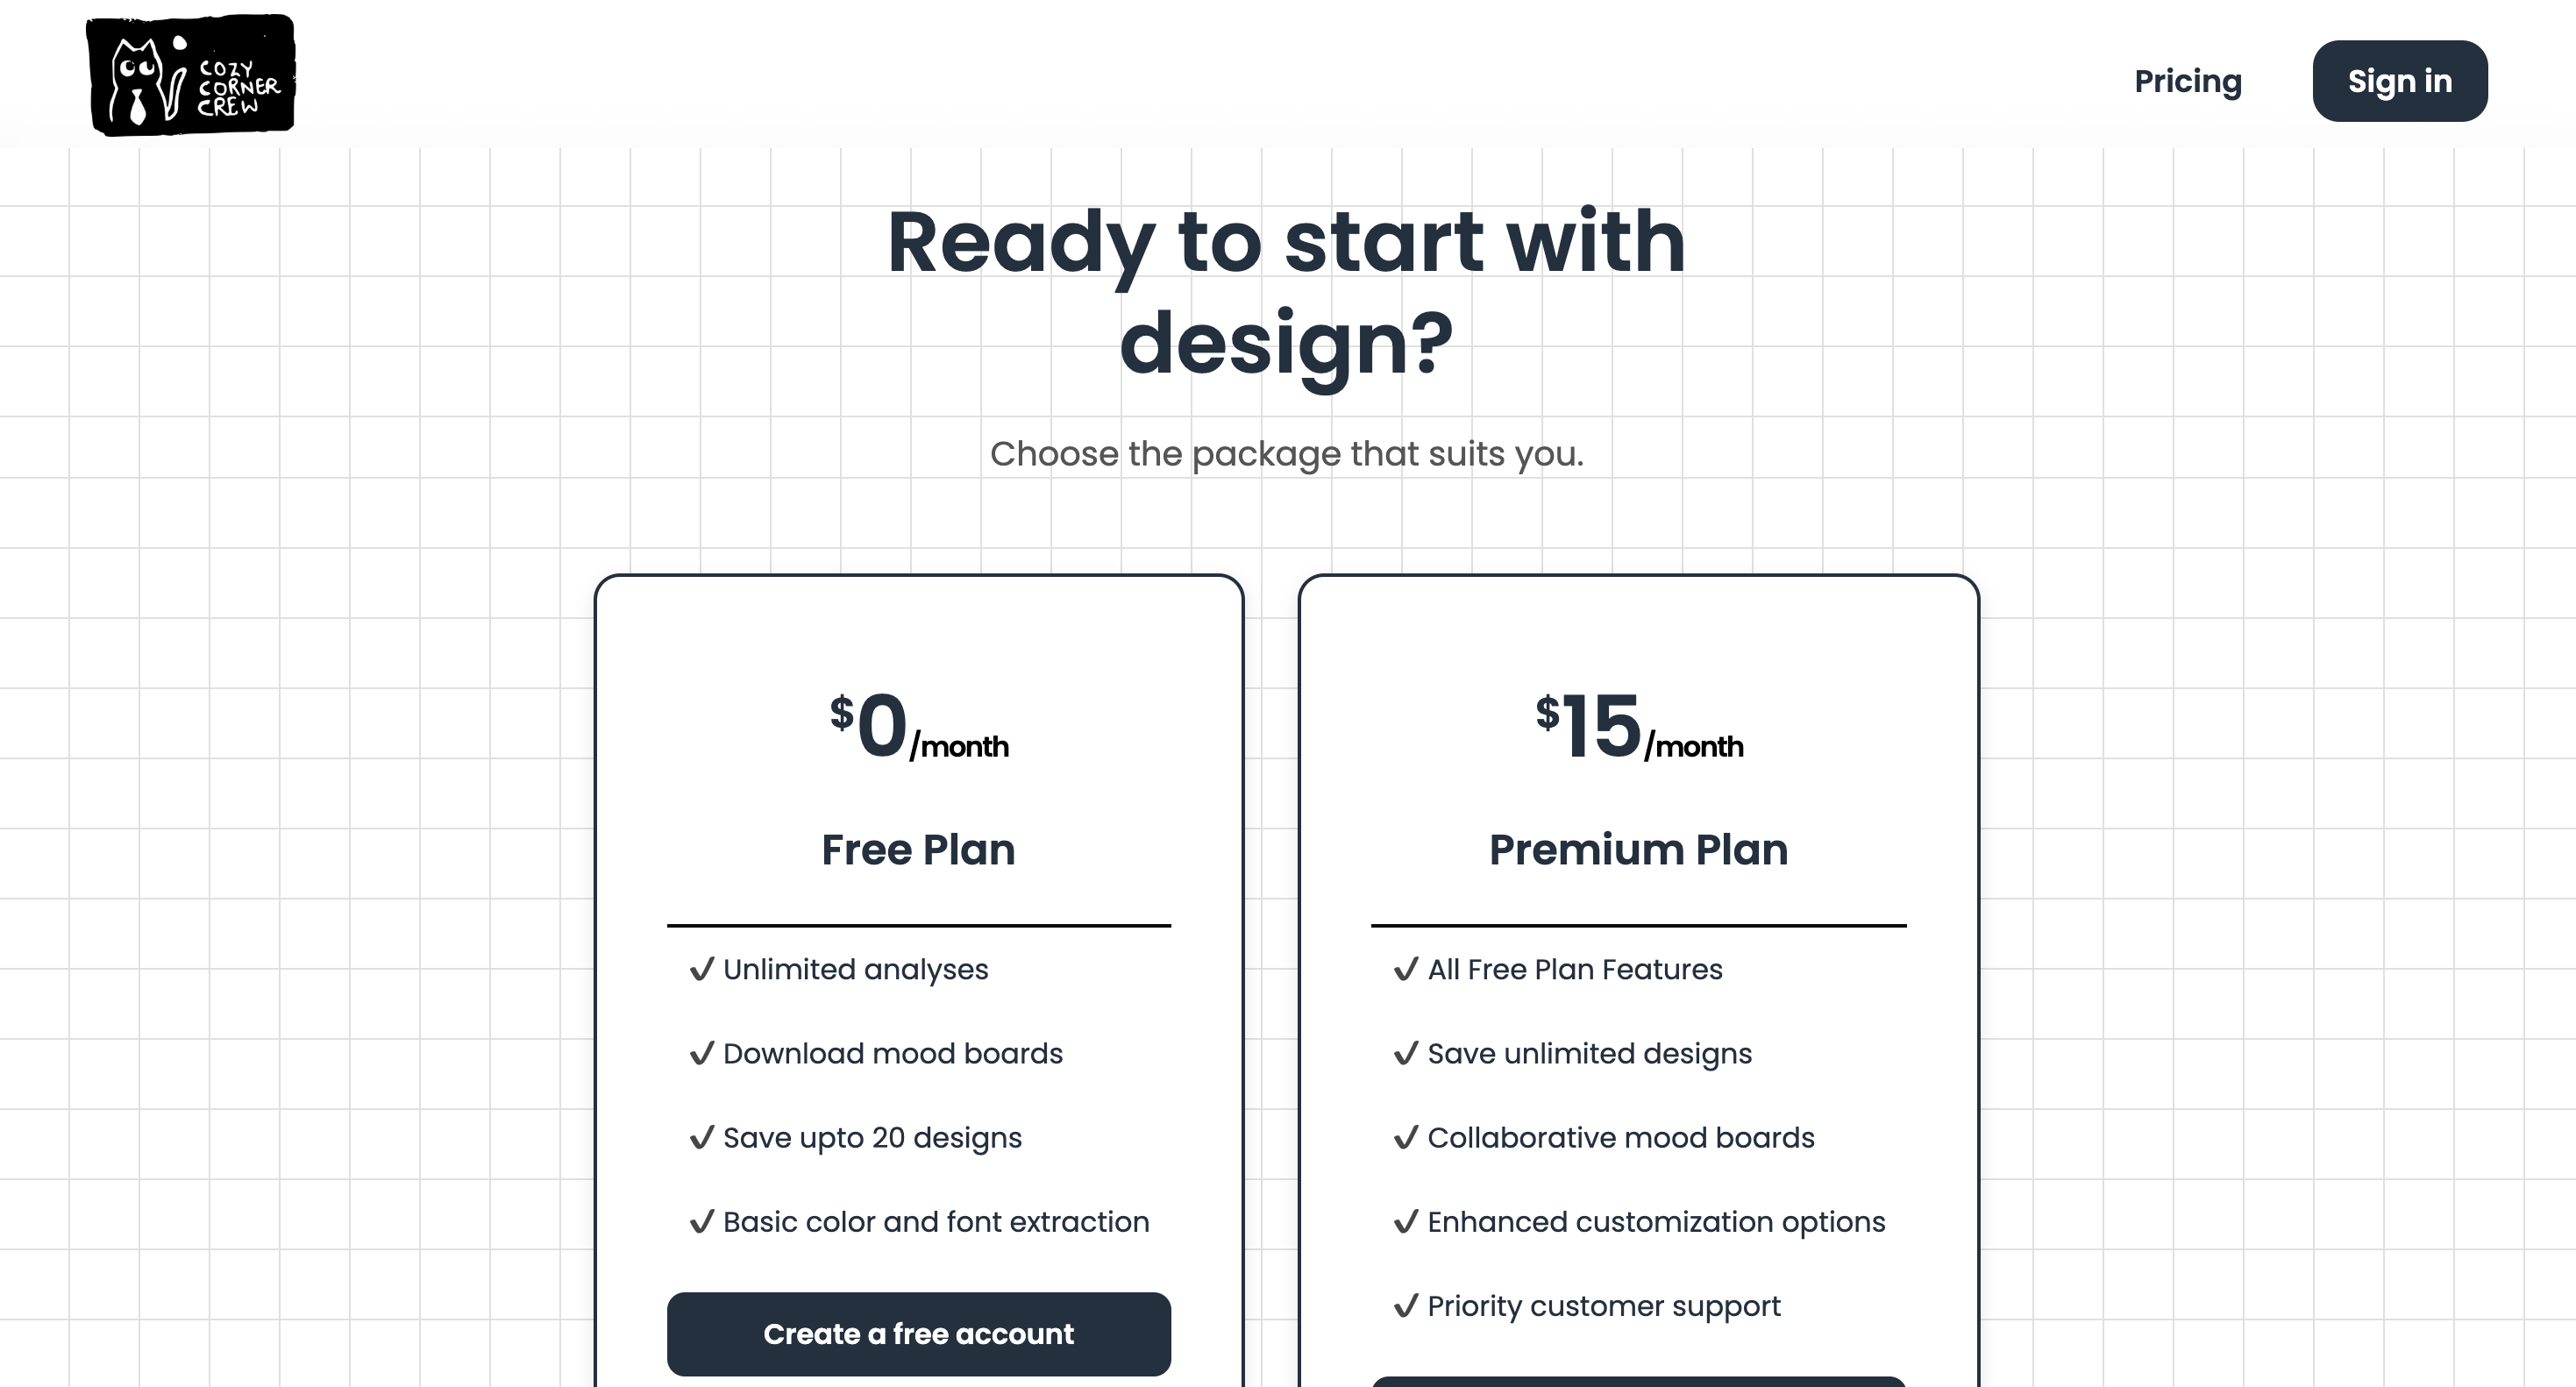 COZY
CORNER
CREW
Pricing
Sign in
Ready to start with
design?
Choose the package that suits you.
$0/month
Free Plan
✔ Unlimited analyses
✔ Download mood boards
✔ Save upto 20 designs
✔ Basic color and font extraction
Create a free account
$15/month
Premium Plan
✔ All Free Plan Features
✔ Save unlimited designs
✔ Collaborative mood boards
✔ Enhanced customization options
✔ Priority customer support